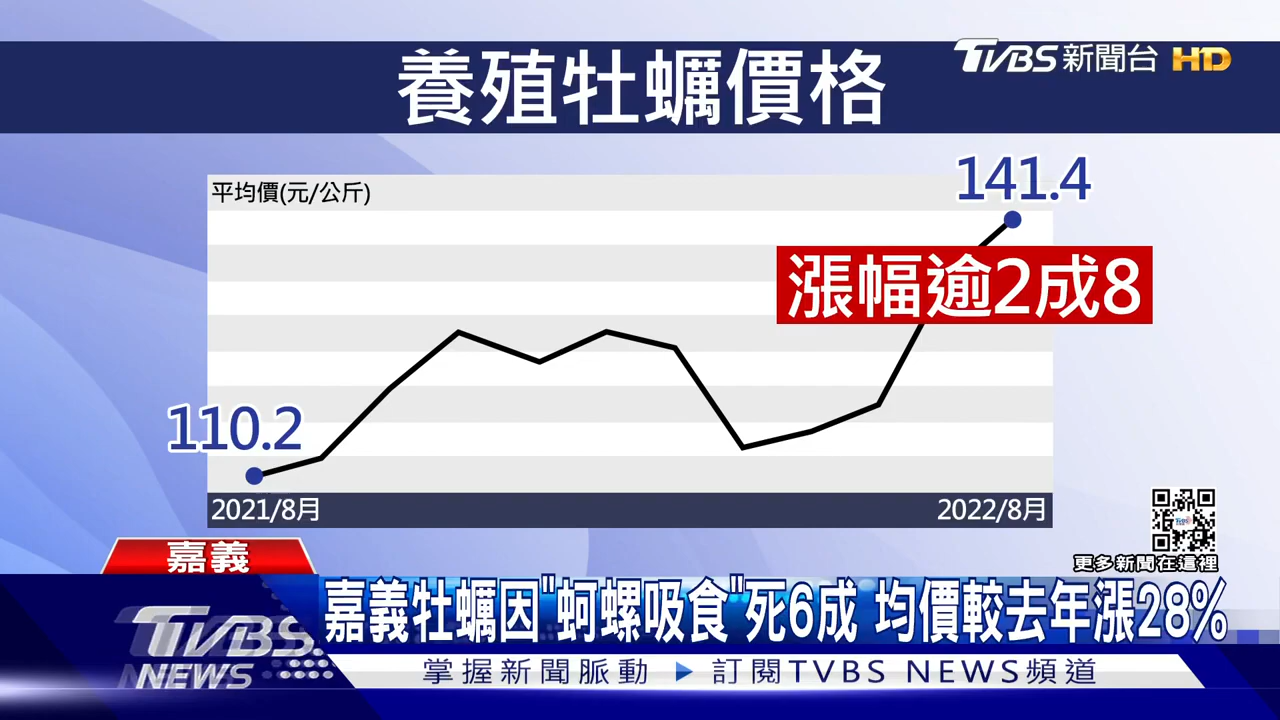 養殖牡蠣價格
TVBS 新聞台 HD
平均價(元/公斤)
141.4
漲幅逾2成8
110.2
2021/8月
2022/8月
更多新聞在這裡
嘉義
嘉義牡蠣因"蚵螺吸食"死6成 均價較去年漲28%
TVBS
NEWS
掌握新聞脈動 ▶ 訂閱TVBS NEWS頻道